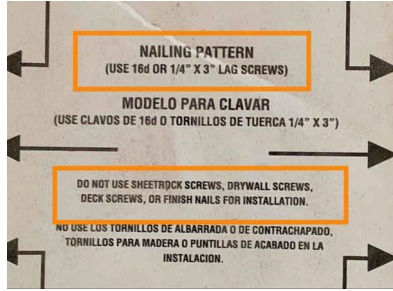 NAILING PATTERN
(USE 16d OR 1/4" X 3" LAG SCREWS)
MODELO PARA CLAVAR
(USE CLAVOS DE 16d O TORNILLOS DE TUERCA 1/4" X 3")
DO NOT USE SHEETROCK SCREWS, DRYWALL SCREWS,
DECK SCREWS, OR FINISH NAILS FOR INSTALLATION.
NO USE LOS TORNILLOS DE ALBARRADA O DE CONTRACHAPADO,
TORNILLOS PARA MADERA O PUNTILLAS DE ACABADO EN LA
INSTALACION.